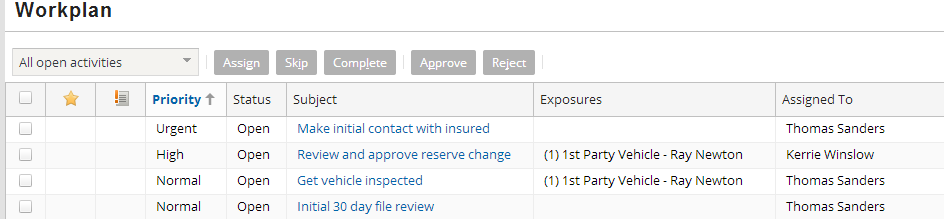 Workplan
All open activities Assign Skip Complete Approve Reject
Priority Status Subject Exposures Assigned To
Urgent Open Make initial contact with insured Thomas Sanders
High Open Review and approve reserve change (1) 1st Party Vehicle - Ray Newton Kerrie Winslow
Normal Open Get vehicle inspected (1) 1st Party Vehicle - Ray Newton Thomas Sanders
Normal Open Initial 30 day file review Thomas Sanders